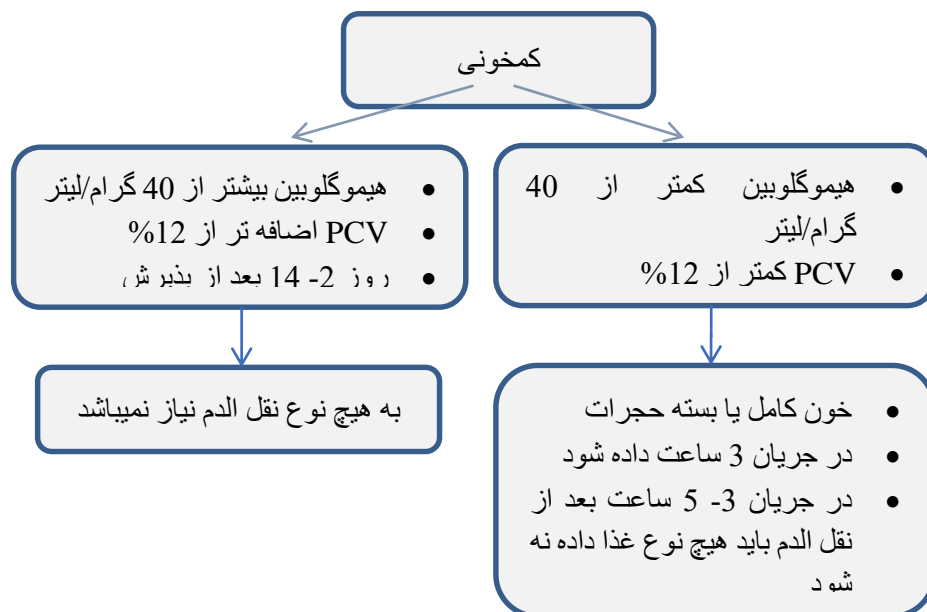 کمخونی
• هیموگلوبین کمتر از 40
گرام/لیتر
• PCV کمتر از 12%
• هیموگلوبین بیشتر از 40 گرام/لیتر
• PCV اضافه تر از 12%
• روز 2- 14 بعد از پذیرش
• خون کامل یا بسته حجرات
• در جریان 3 ساعت داده شود
• در جریان 3- 5 ساعت بعد از
نقل الدم باید هیچ نوع غذا داده نه
شود
به هیچ نوع نقل الدم نیاز نمیباشد